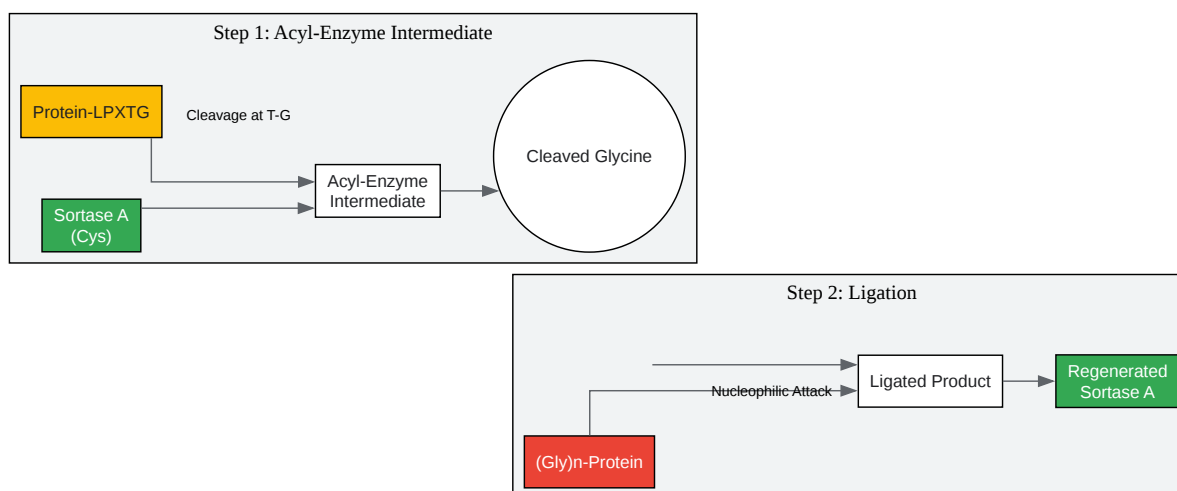 Step 1: Acyl-Enzyme Intermediate
Protein-LPXTG
Cleavage at T-G
Cleaved Glycine
Acyl-Enzyme
Intermediate
Sortase A
(Cys)
Step 2: Ligation
Nucleophilic Attack
Ligated Product
Regenerated
Sortase A
(Gly)n-Protein